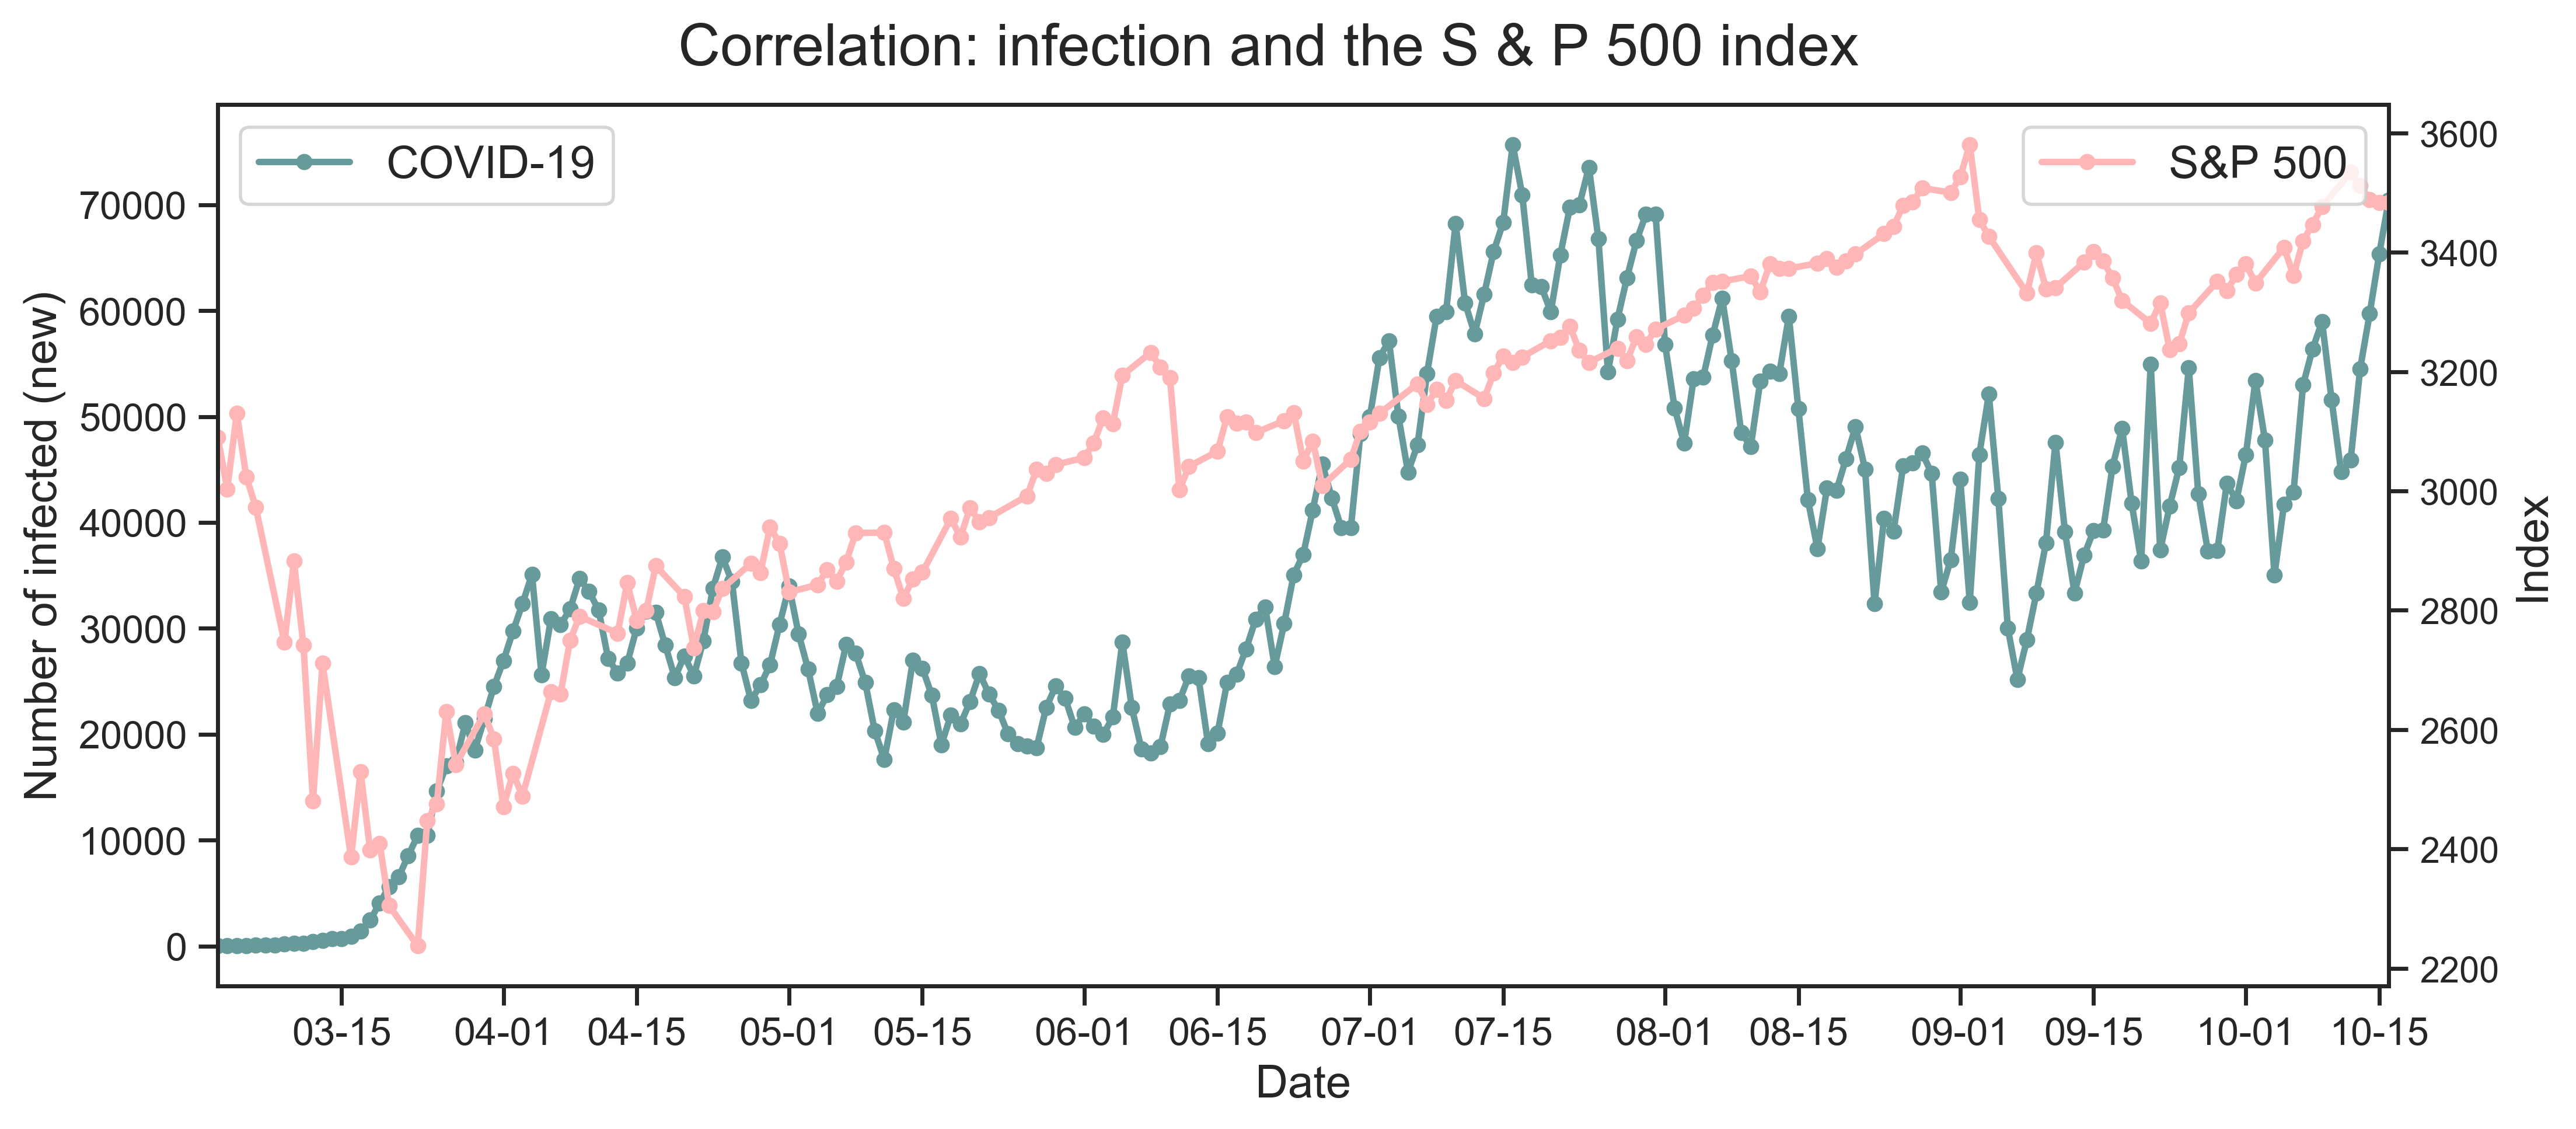 Correlation: infection and the S & P 500 index
COVID-19
S&P 500
Number of infected (new)
70000
60000
50000
40000
30000
20000
10000
0
3600
3400
3200
3000
2800
2600
2400
2200
Index
03-15 04-01 04-15 05-01 05-15 06-01 06-15 07-01 07-15 08-01 08-15 09-01 09-15 10-01 10-15
Date